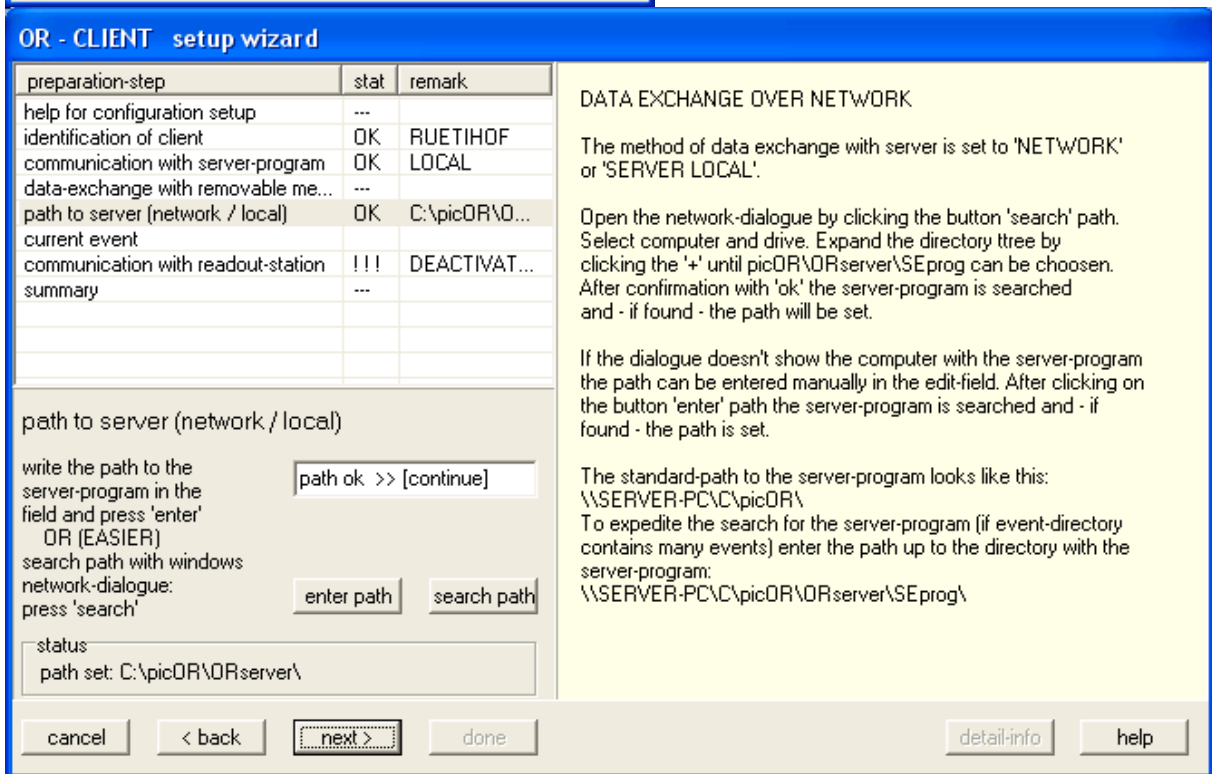 OR - CLIENT setup wizard
preparation-step stat remark
help for configuration setup ---
identification of client OK RUETIHOF
communication with server-program OK LOCAL
data-exchange with removable me... ---
path to server (network / local) OK C:\picOR\O...
current event
communication with readout-station !!! DEACTIVAT...
summary ---
path to server (network / local)
write the path to the
server-program in the
field and press 'enter'
OR (EASIER)
search path with windows
network-dialogue:
press 'search'
path ok >> [continue]
enter path search path
status
path set: C:\picOR\ORserver\
DATA EXCHANGE OVER NETWORK
The method of data exchange with server is set to 'NETWORK'
or 'SERVER LOCAL'.
Open the network-dialogue by clicking the button 'search' path.
Select computer and drive. Expand the directory ttree by
clicking the '+' until picOR\ORserver\SEprog can be choosen.
After confirmation with 'ok' the server-program is searched
and - if found - the path will be set.
If the dialogue doesn't show the computer with the server-program
the path can be entered manually in the edit-field. After clicking on
the button 'enter' path the server-program is searched and - if
found - the path is set.
The standard-path to the server-program looks like this:
\\SERVER-PC\C\picOR\
To expedite the search for the server-program (if event-directory
contains many events) enter the path up to the directory with the
server-program:
\\SERVER-PC\C\picOR\ORserver\SEprog\
cancel < back next > done detail-info help